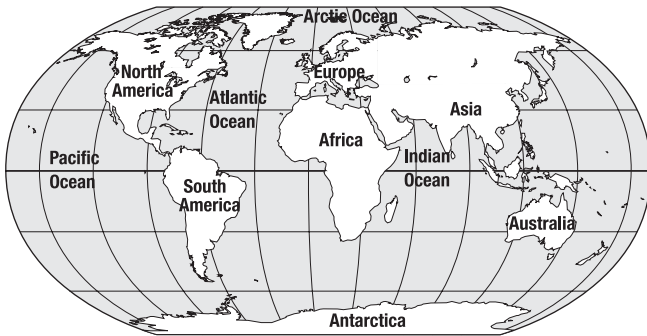 Arctic Ocean
North
America
Europe
Atlantic
Ocean
Asia
Africa
Pacific
Ocean
Indian
Ocean
South
America
Australia
Antarctica